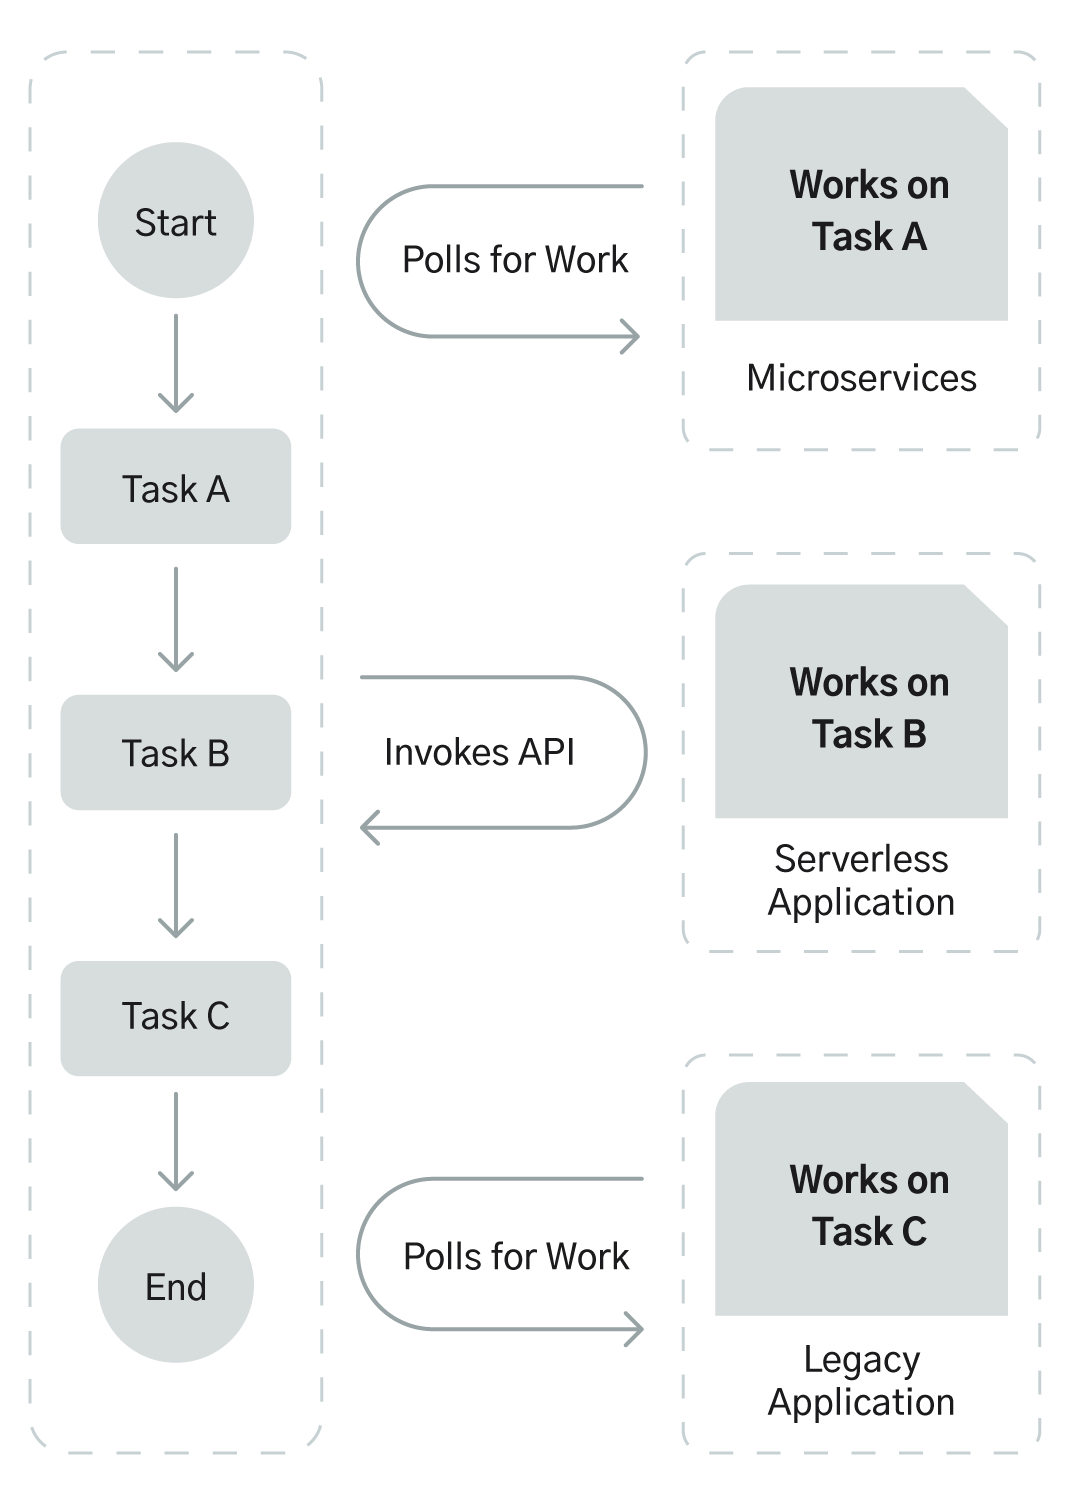 Start
Task A
Task B
Task C
End
Polls for Work
Works on
Task A
Microservices
Invokes API
Works on
Task B
Serverless
Application
Polls for Work
Works on
Task C
Legacy
Application